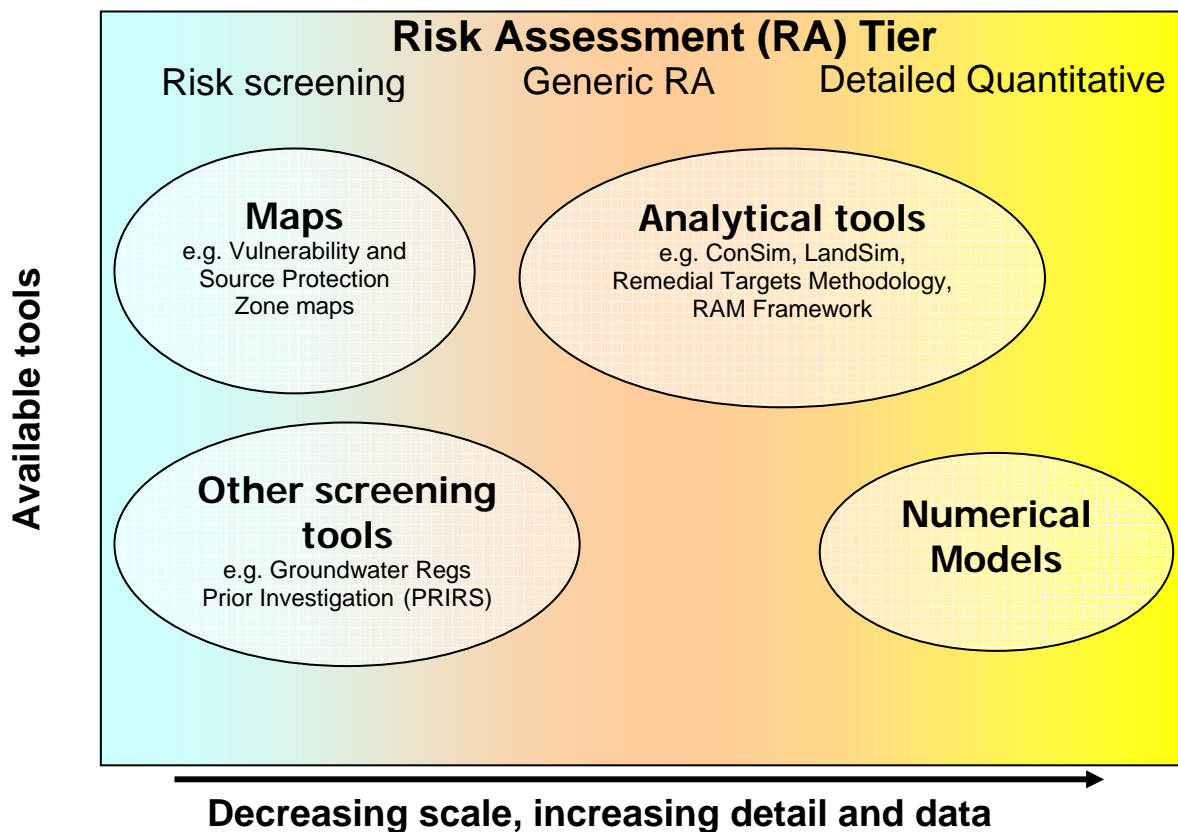 Risk Assessment (RA) Tier
Risk screening
Generic RA
Detailed Quantitative
Available tools
Maps
e.g. Vulnerability and
Source Protection
Zone maps
Analytical tools
e.g. ConSim, LandSim,
Remedial Targets Methodology,
RAM Framework
Other screening
tools
e.g. Groundwater Regs
Prior Investigation (PRIRS)
Numerical
Models
Decreasing scale, increasing detail and data